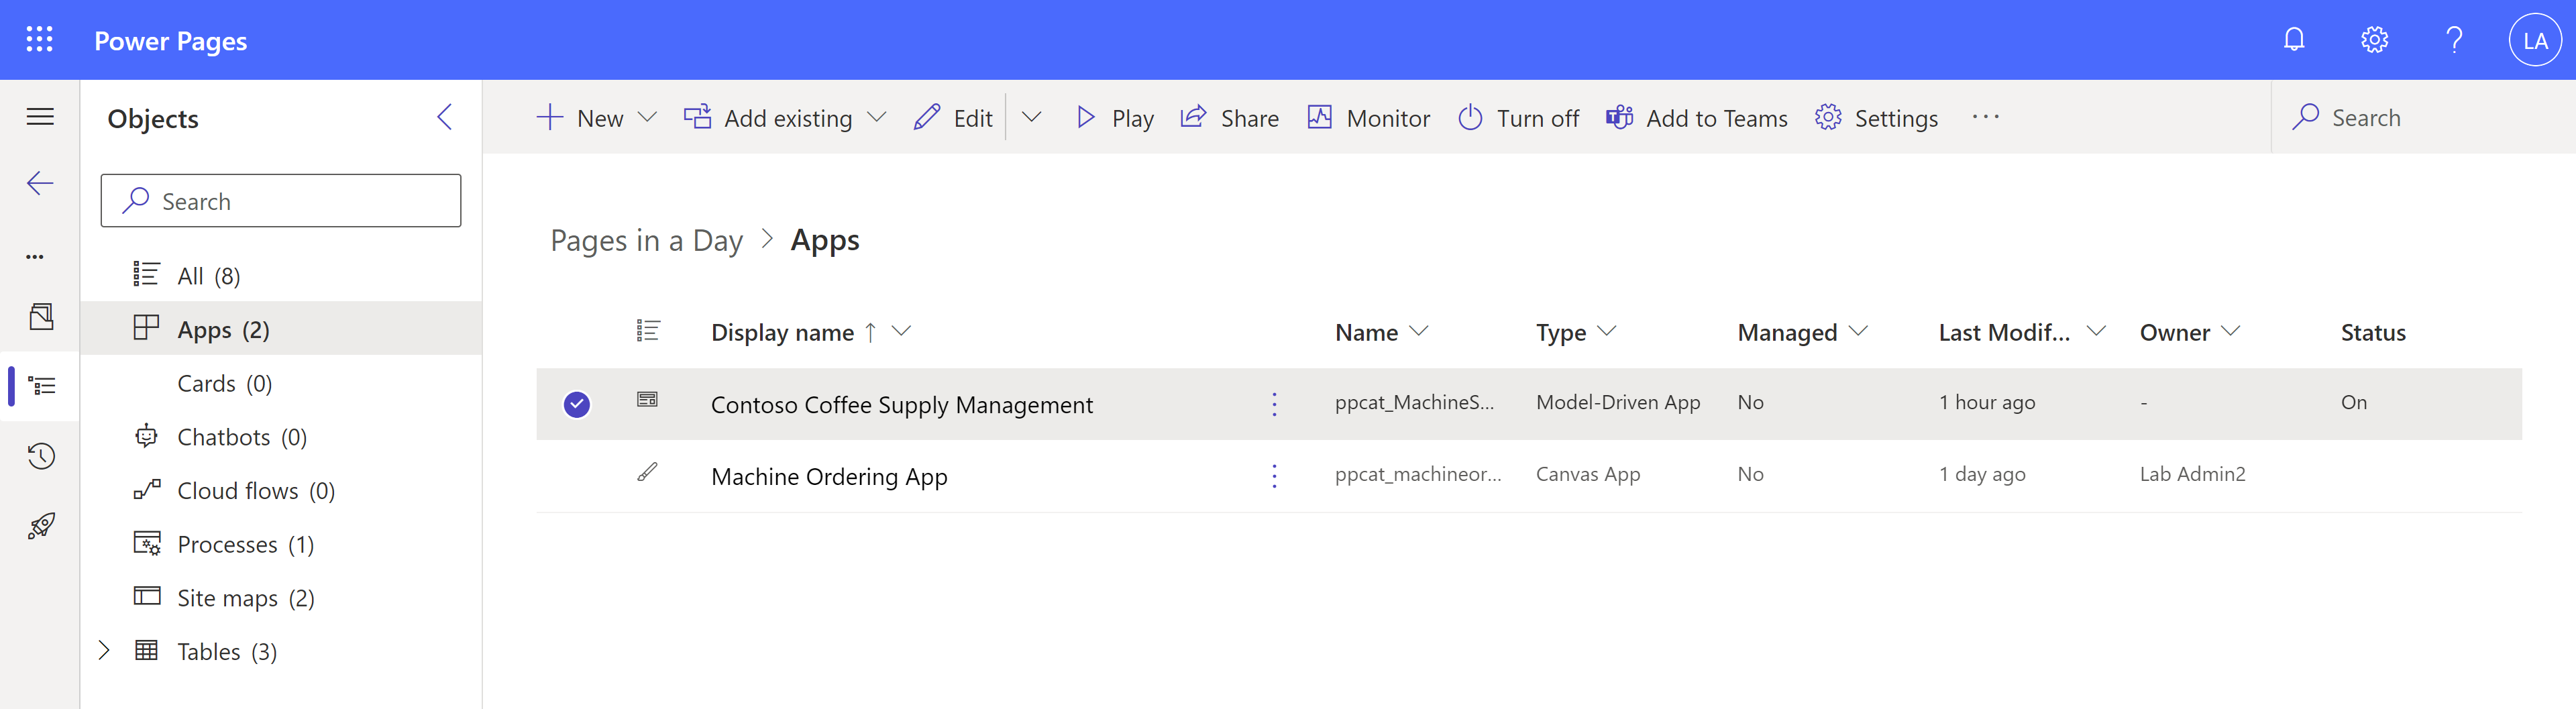 Power Pages
LA
Objects
Search
All (8)
Apps (2)
Cards (0)
Chatbots (0)
Cloud flows (0)
Processes (1)
Site maps (2)
Tables (3)
New Add existing Edit Play Share Monitor Turn off Add to Teams Settings ... Search
Pages in a Day > Apps
Display name ↑ Name Type Managed Last Modif... Owner Status
Contoso Coffee Supply Management ppcat_MachineS... Model-Driven App No 1 hour ago - On
Machine Ordering App ppcat_machineor... Canvas App No 1 day ago Lab Admin2